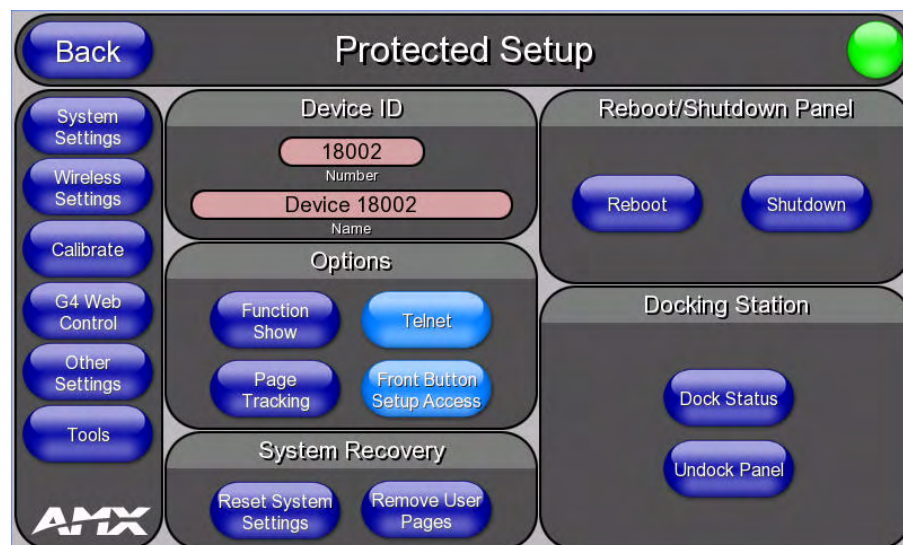 Back
Protected Setup
System
Settings
Wireless
Settings
Calibrate
G4 Web
Control
Other
Settings
Tools
AMX
Device ID
18002
Number
Device 18002
Name
Options
Function
Show
Telnet
Page
Tracking
Front Button
Setup Access
System Recovery
Reset System
Settings
Remove User
Pages
Reboot/Shutdown Panel
Reboot
Shutdown
Docking Station
Dock Status
Undock Panel